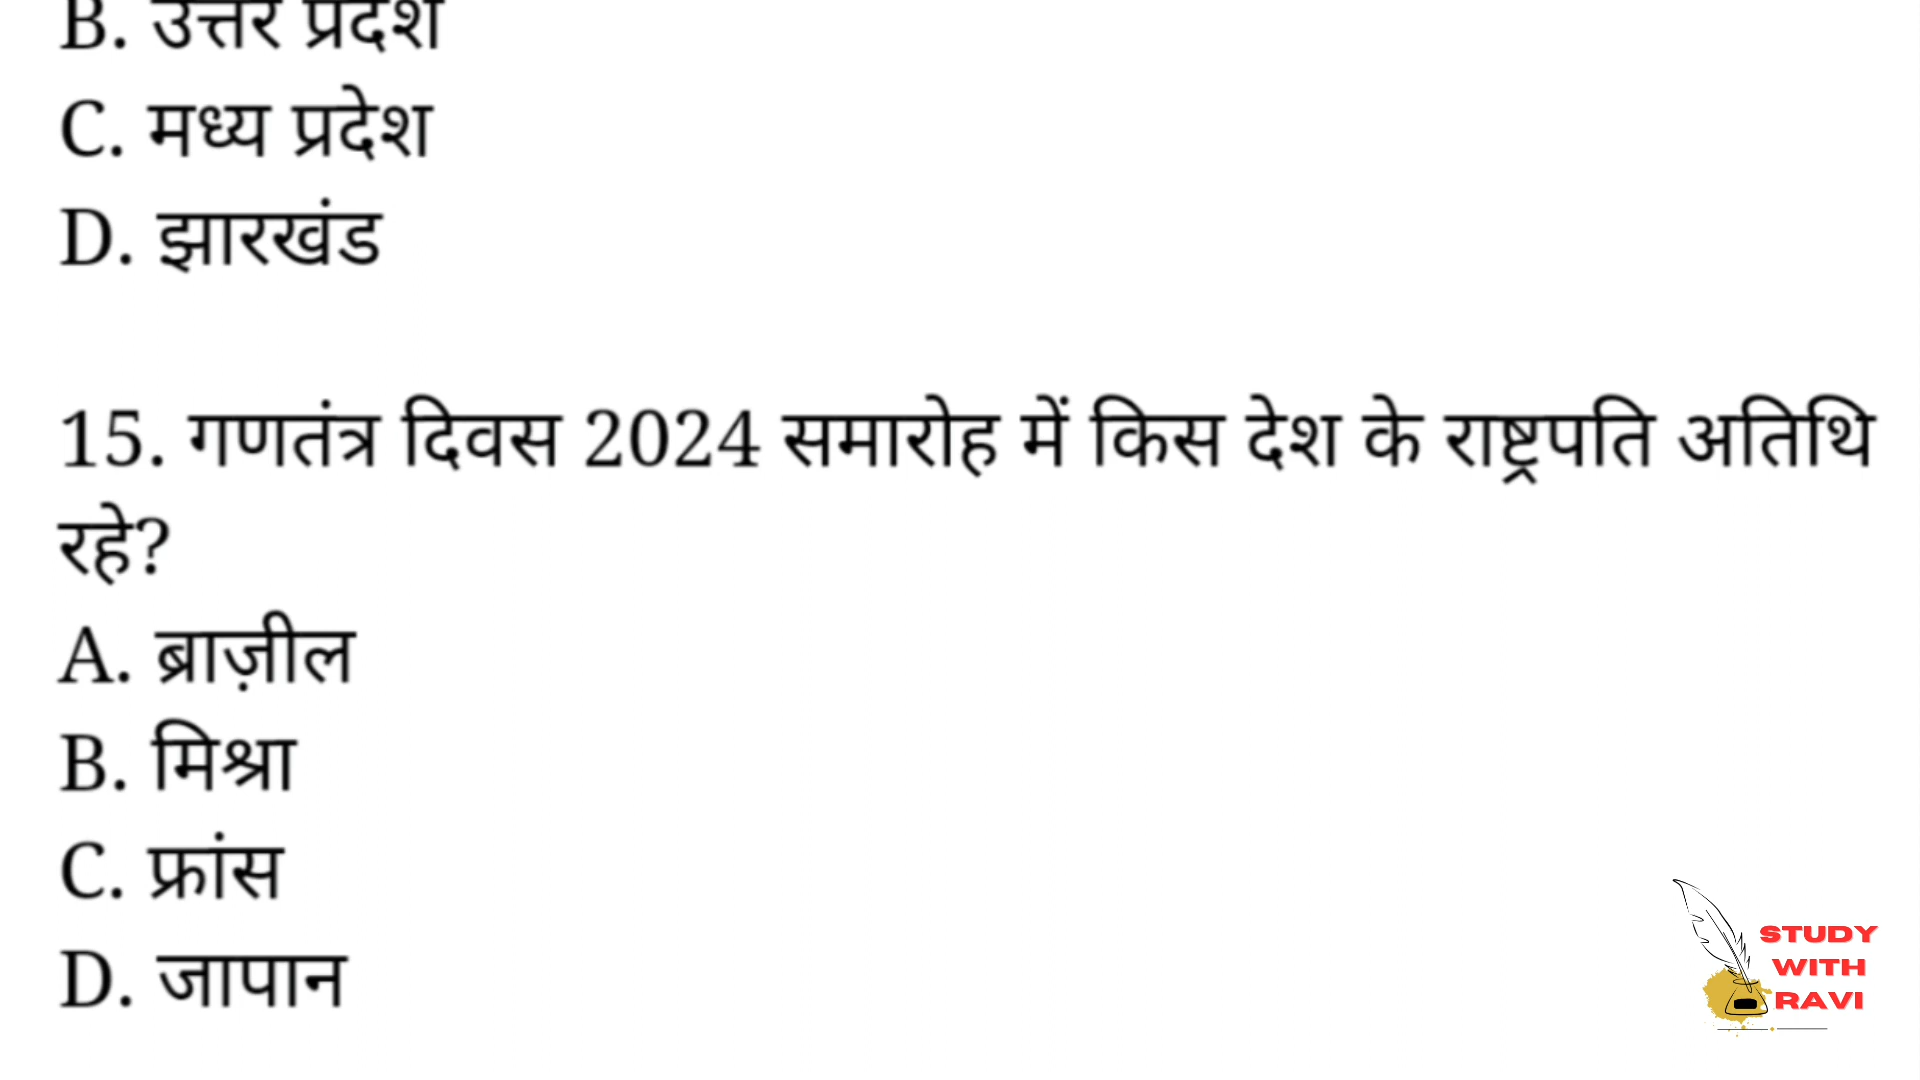 B. उत्तर प्रदेश
C. मध्य प्रदेश
D. झारखंड
15. गणतंत्र दिवस 2024 समारोह में किस देश के राष्ट्रपति अतिथि
रहे?
A. ब्राज़ील
B. मिश्रा
C. फ्रांस
D. जापान
STUDY
WITH
RAVI